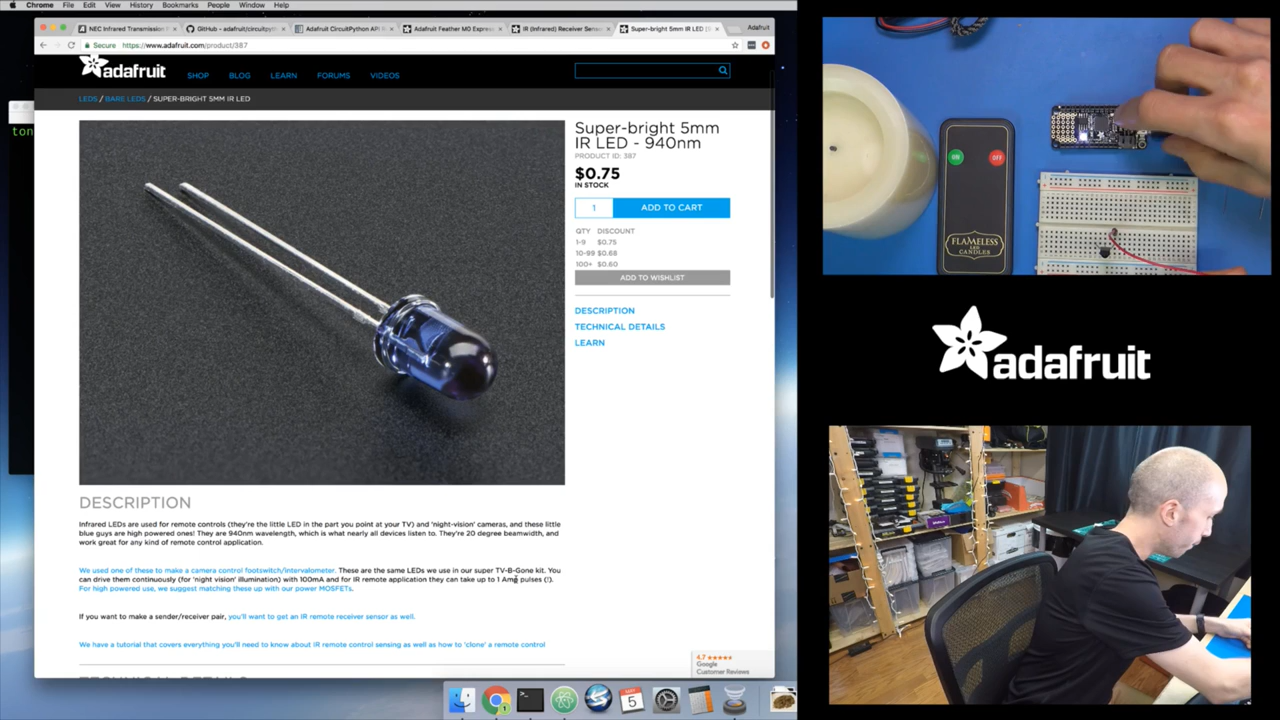 Chrome File Edit View History Bookmarks People Window Help
NEC Infrared Transmission
GitHub - adafruit/circuitpy
Adafruit CircuitPython API R
Adafruit Feather M0 Expres
IR (Infrared) Receiver Senso
Super-bright 5mm IR LED
Adafruit
Secure https://www.adafruit.com/product/387
adafruit SHOP BLOG LEARN FORUMS VIDEOS
LEDS / BARE LEDS / SUPER-BRIGHT 5MM IR LED
Super-bright 5mm
IR LED - 940nm
PRODUCT ID: 387
$0.75
IN STOCK
1 ADD TO CART
QTY DISCOUNT
1-9 $0.75
10-99 $0.68
100+ $0.60
ADD TO WISHLIST
DESCRIPTION
TECHNICAL DETAILS
LEARN
DESCRIPTION
Infrared LEDs are used for remote controls (they're the little LED in the part you point at your TV) and 'night-vision' cameras, and these little
blue guys are high powered ones! They are 940nm wavelength, which is what nearly all devices listen to. They're 20 degree beamwidth, and
work great for any kind of remote control application.
We used one of these to make a camera control footswitch/intervalometer. These are the same LEDs we use in our super TV-B-Gone kit. You
can drive them continuously (for 'night vision' illumination) with 100mA and for IR remote application they can take up to 1 Amp pulses (!).
For high powered use, we suggest matching these up with our power MOSFETs.
If you want to make a sender/receiver pair, you'll want to get an IR remote receiver sensor as well.
We have a tutorial that covers everything you'll need to know about IR remote control sensing as well as how to 'clone' a remote control
4.7 ★★★★★
Google
Customer Reviews
TECHNICAL DETAILS
ton
5
ON OFF
FLAMELESS
LED
CANDLES
adafruit